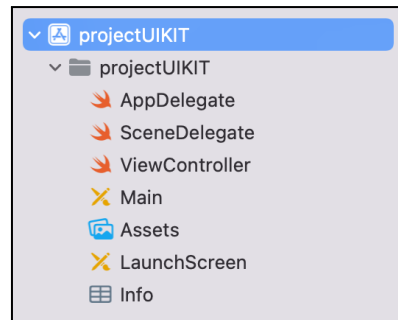 projectUIKIT
projectUIKIT
AppDelegate
SceneDelegate
ViewController
Main
Assets
LaunchScreen
Info